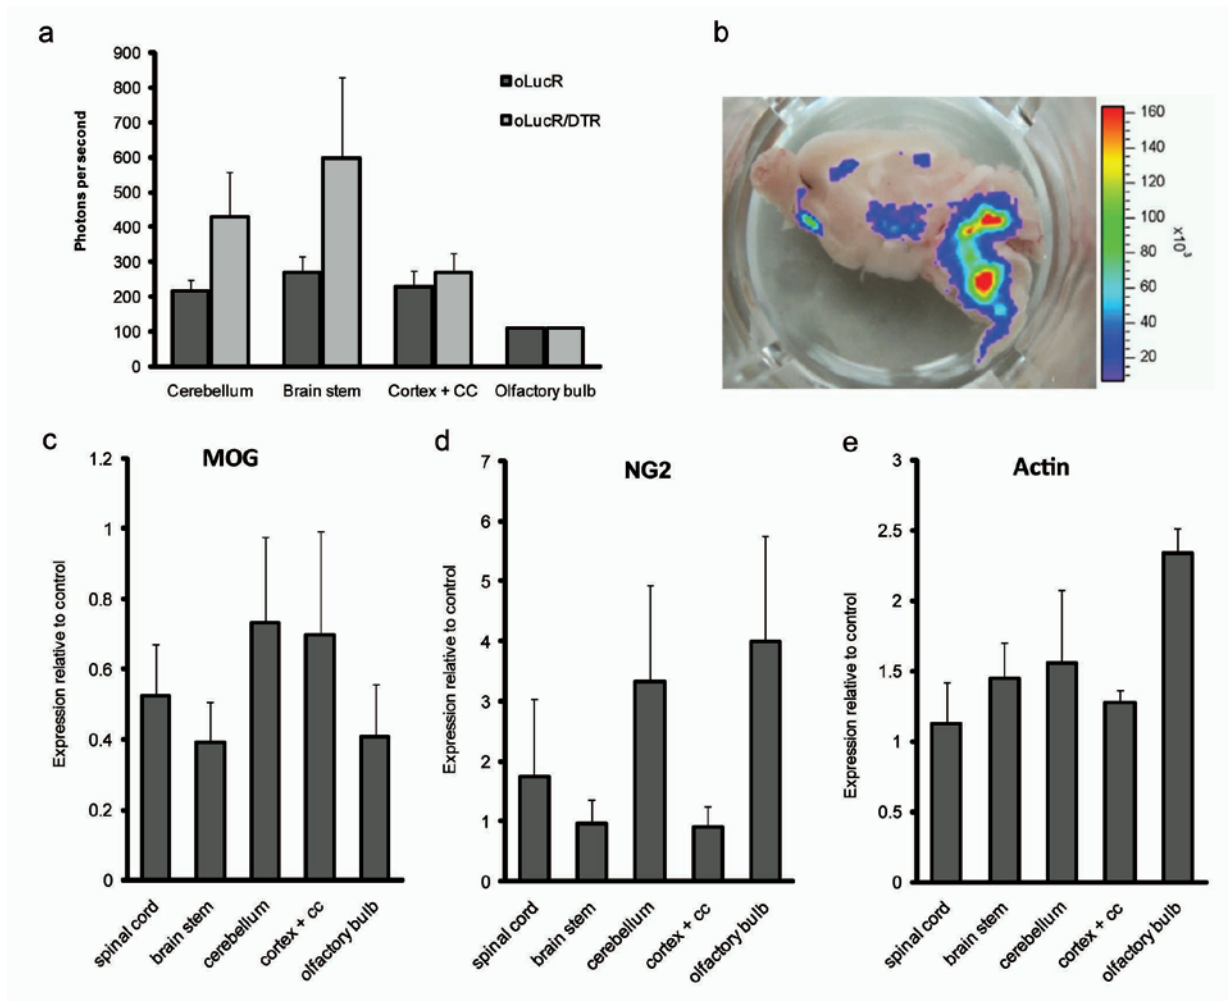 a
900
800
700
600
500
400
300
200
100
0
Photons per second
oLucR
oLucR/DTR
Cerebellum Brain stem Cortex + CC Olfactory bulb
b
160
140
120
100
80
60
40
20
x10³
c
MOG
1.2
1
0.8
0.6
0.4
0.2
0
Expression relative to control
spinal cord
brain stem
cerebellum
cortex + cc
olfactory bulb
d
NG2
7
6
5
4
3
2
1
0
Expression relative to control
spinal cord
brain stem
cerebellum
cortex + cc
olfactory bulb
e
Actin
3
2.5
2
1.5
1
0.5
0
Expression relative to control
spinal cord
brain stem
cerebellum
cortex + cc
olfactory bulb